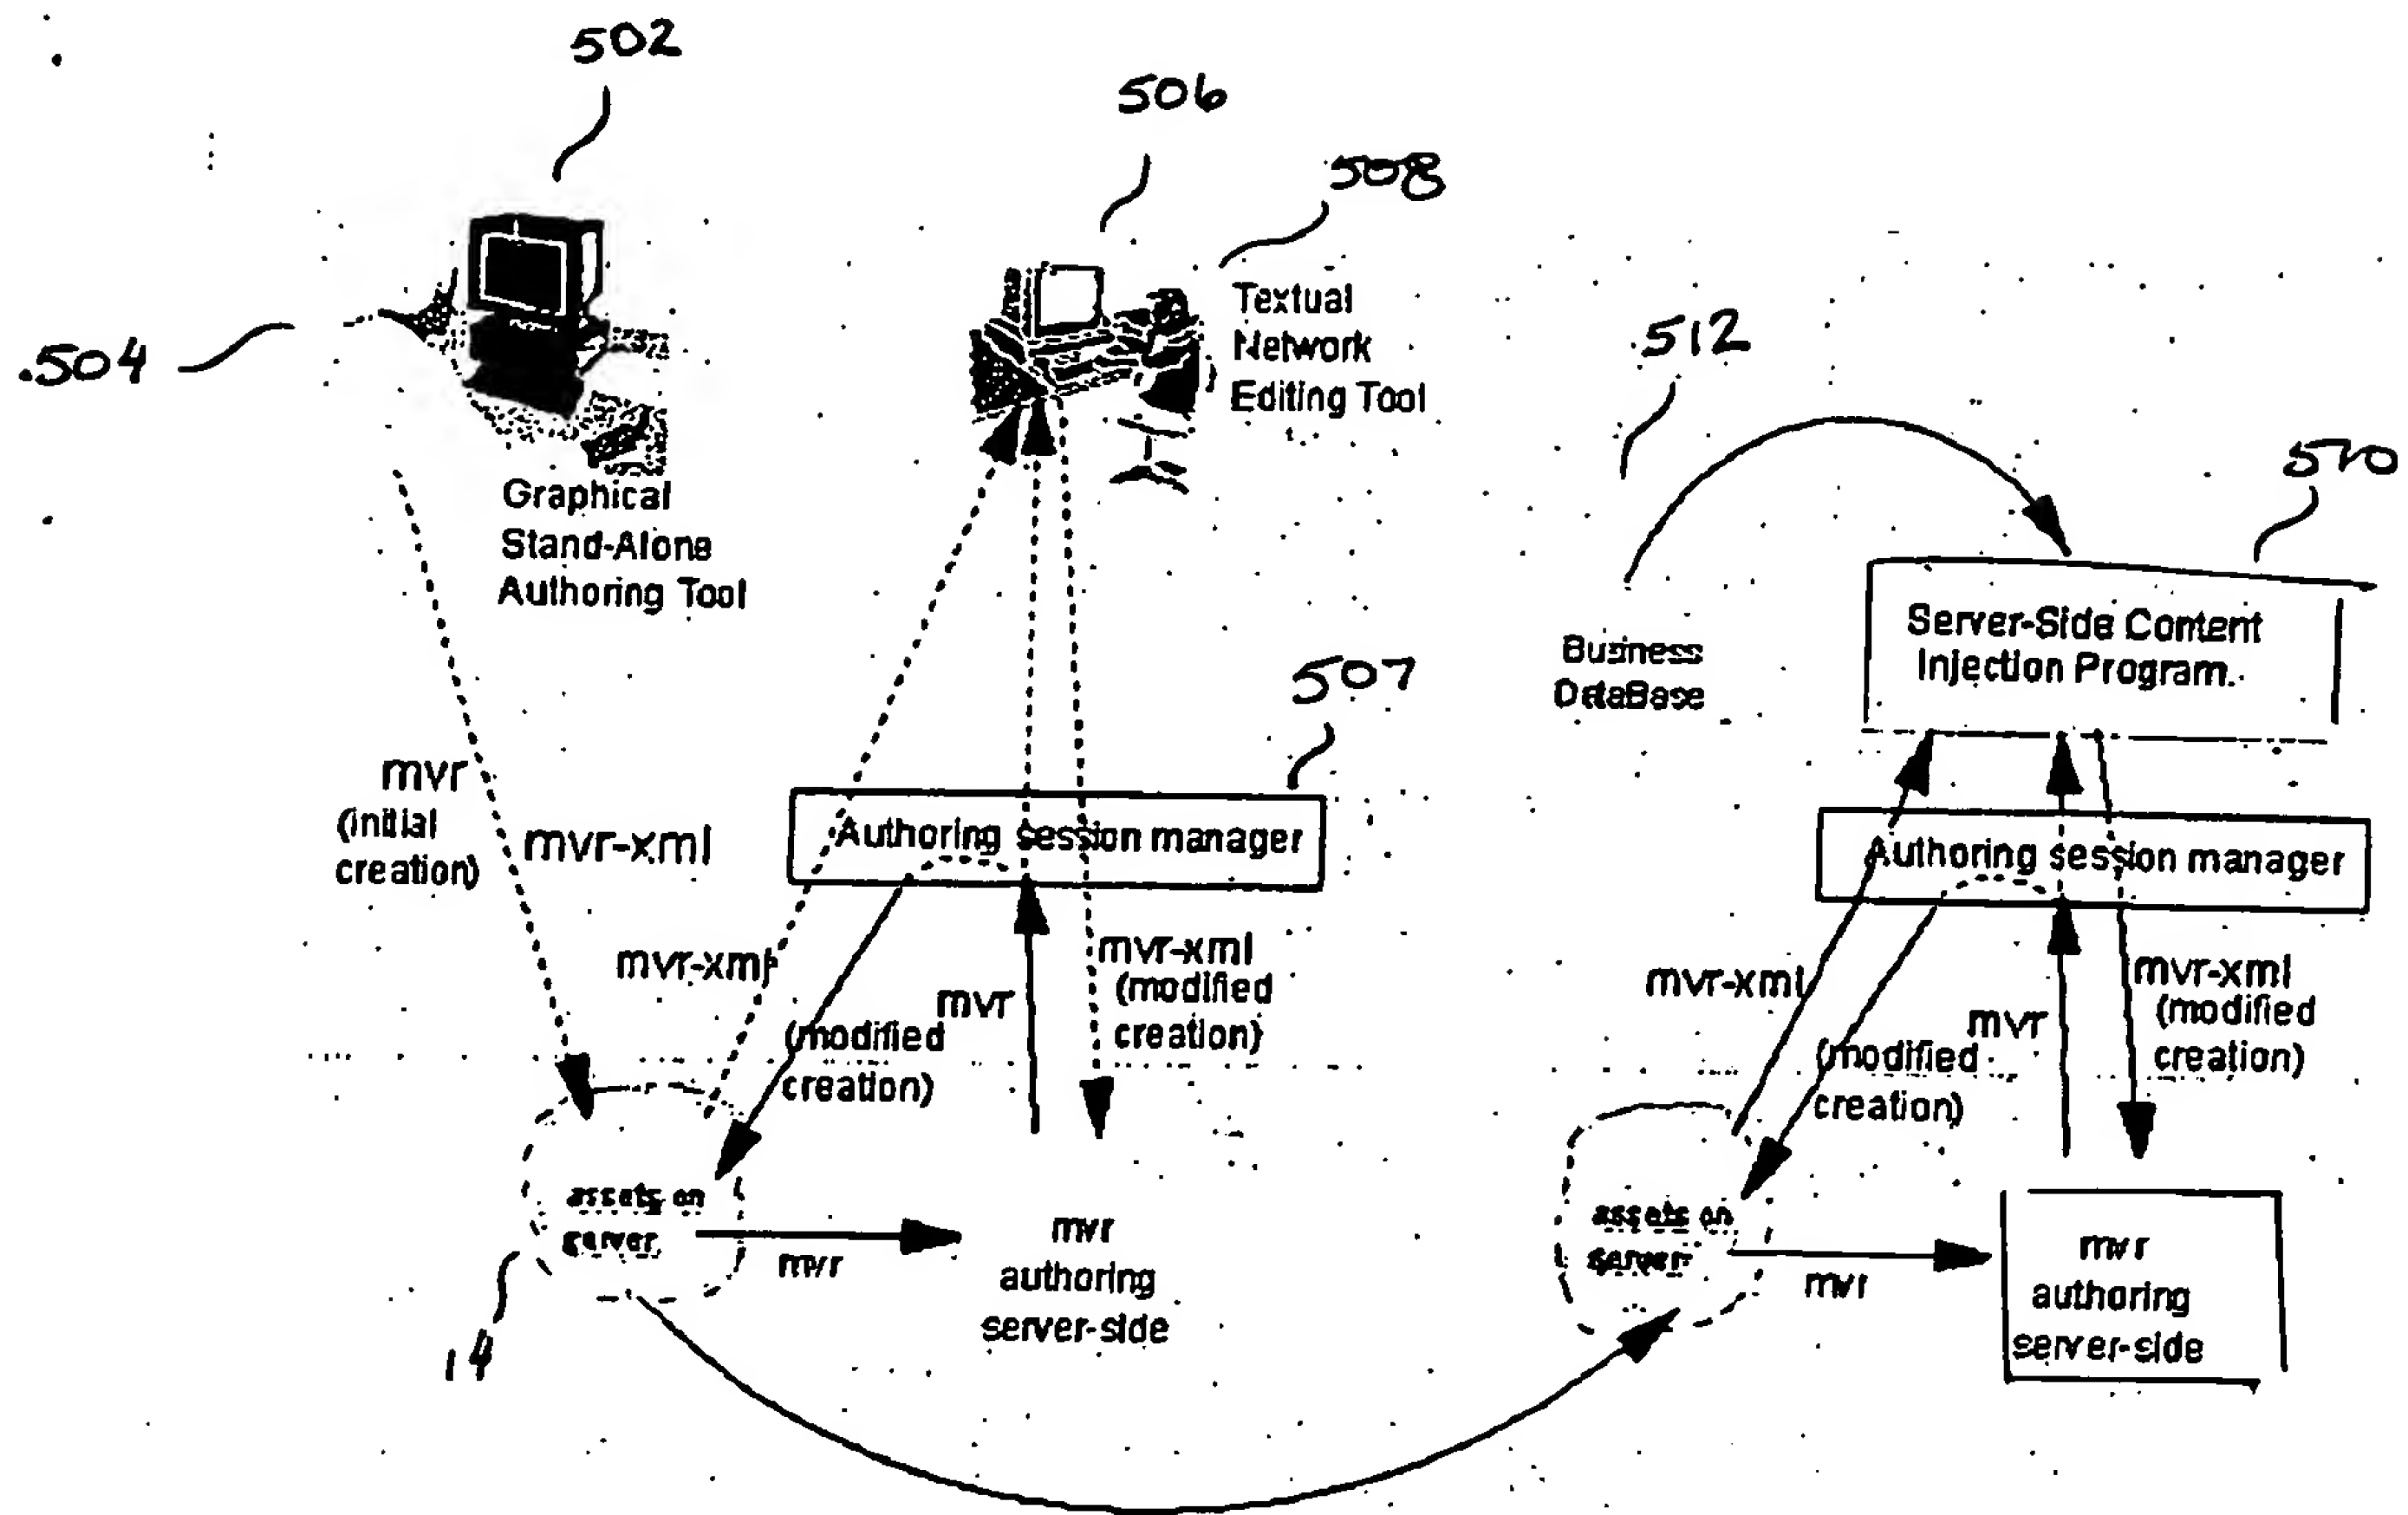 502
506
508
504
Textual
Network
Editing Tool
512
Graphical
Stand-Alone
Authoring Tool
Server-Side Content
Injection Program.
Business
DataBase
507
mvr
(initial
creation)
mvr-xml
Authoring session manager
Authoring session manager
mvr-xml
mvr
mvr-xml
(modified
creation)
(modified
creation)
mvr-xml
mvr
mvr-xml
(modified
creation)
(modified
creation)
assets on
server
mvr
mvr
authoring
server-side
14
assets on
server
mvr
mvr
authoring
server-side